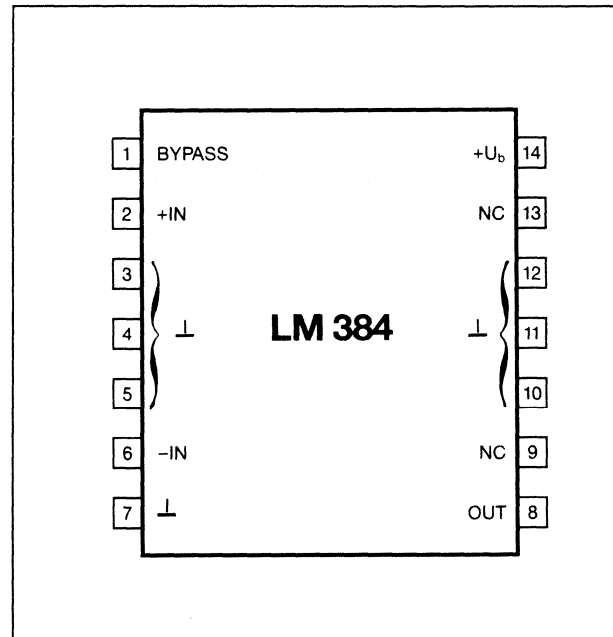 1 BYPASS +Ub 14
2 +IN NC 13
3 12
4 ⊥ LM 384 ⊥ 11
5 10
6 –IN NC 9
7 ⊥ OUT 8